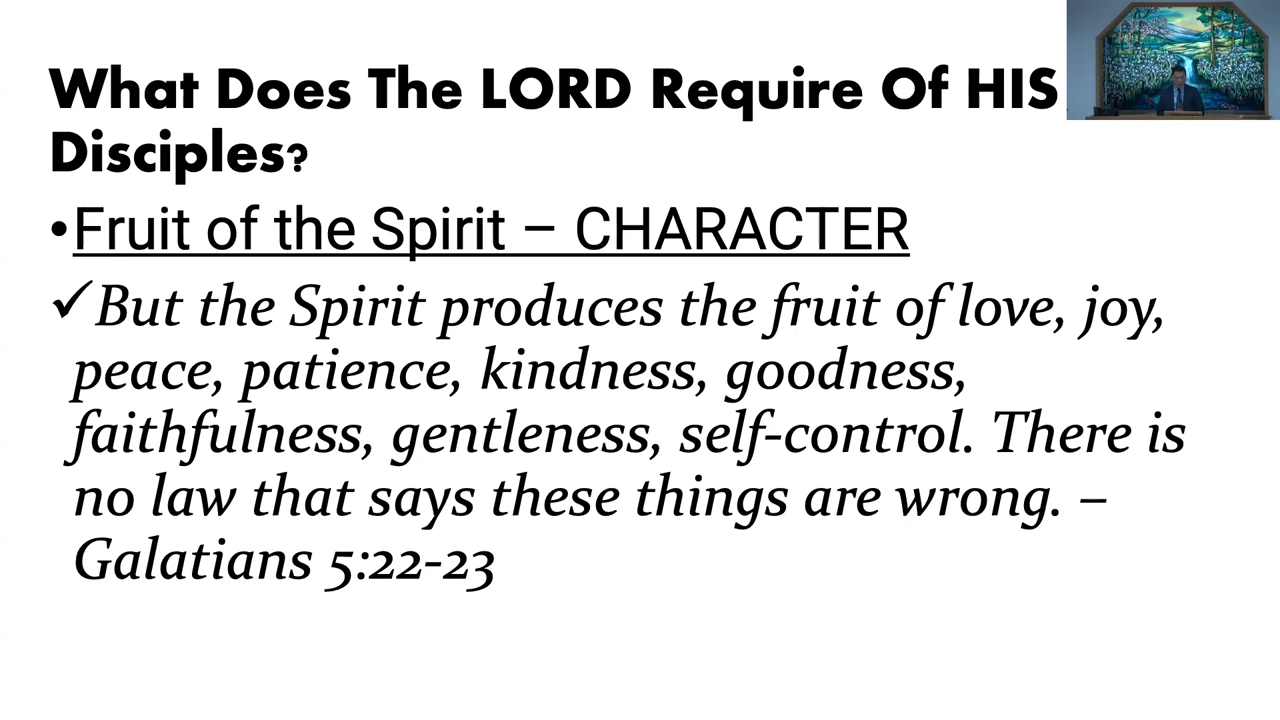 What Does The LORD Require Of HIS
Disciples?
•Fruit of the Spirit – CHARACTER
✓But the Spirit produces the fruit of love, joy,
peace, patience, kindness, goodness,
faithfulness, gentleness, self-control. There is
no law that says these things are wrong. –
Galatians 5:22-23